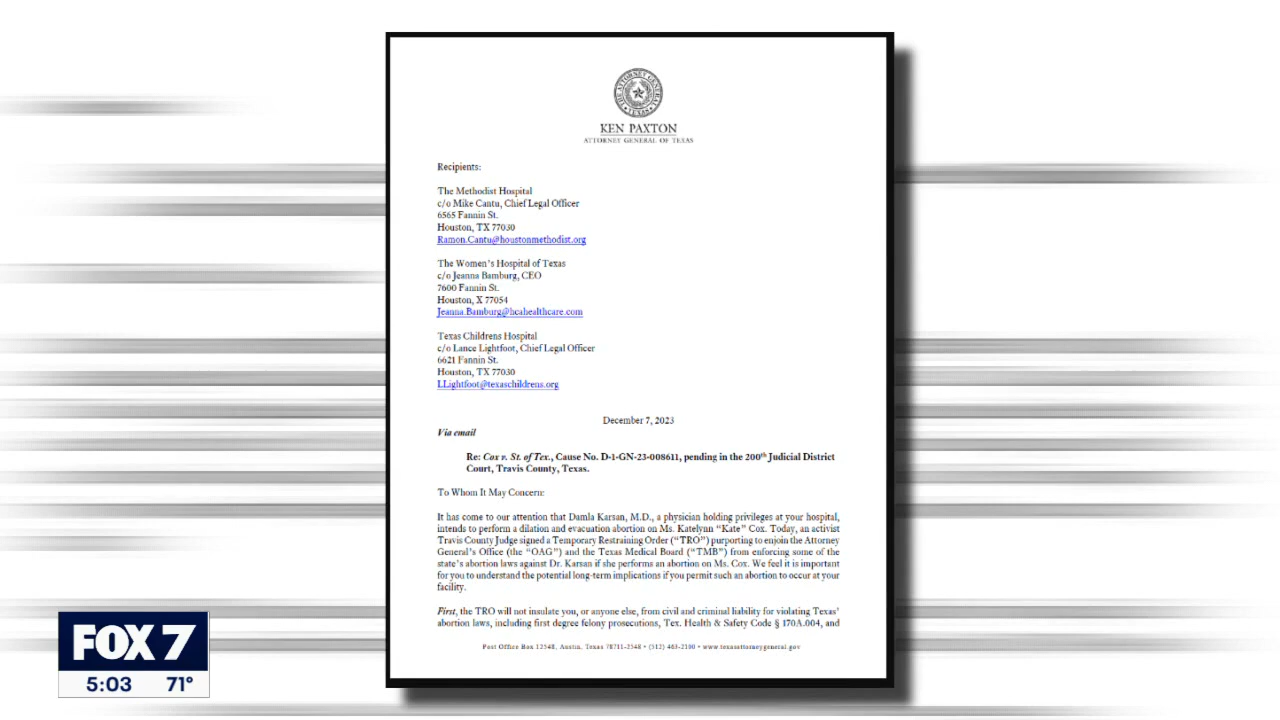 THE ATTORNEY GENERAL
TEXAS
KEN PAXTON
ATTORNEY GENERAL OF TEXAS
Recipients:
The Methodist Hospital
c/o Mike Cantu, Chief Legal Officer
6565 Fannin St.
Houston, TX 77030
Ramon.Cantu@houstonmethodist.org
The Women's Hospital of Texas
c/o Jeanna Bamburg, CEO
7600 Fannin St.
Houston, X 77054
Jeanna.Bamburg@hcahealthcare.com
Texas Childrens Hospital
c/o Lance Lightfoot, Chief Legal Officer
6621 Fannin St.
Houston, TX 77030
LLightfoot@texaschildrens.org
December 7, 2023
Via email
Re: Cox v. St. of Tex., Cause No. D-1-GN-23-008611, pending in the 200th Judicial District
Court, Travis County, Texas.
To Whom It May Concern:
It has come to our attention that Damla Karsan, M.D., a physician holding privileges at your hospital,
intends to perform a dilation and evacuation abortion on Ms. Katelynn “Kate” Cox. Today, an activist
Travis County Judge signed a Temporary Restraining Order (“TRO”) purporting to enjoin the Attorney
General's Office (the “OAG”) and the Texas Medical Board (“TMB”) from enforcing some of the
state's abortion laws against Dr. Karsan if she performs an abortion on Ms. Cox. We feel it is important
for you to understand the potential long-term implications if you permit such an abortion to occur at your
facility.
First, the TRO will not insulate you, or anyone else, from civil and criminal liability for violating Texas'
abortion laws, including first degree felony prosecutions, Tex. Health & Safety Code § 170A.004, and
Post Office Box 12548, Austin, Texas 78711-2548 • (512) 463-2100 • www.texasattorneygeneral.gov
FOX 7
5:03 71°